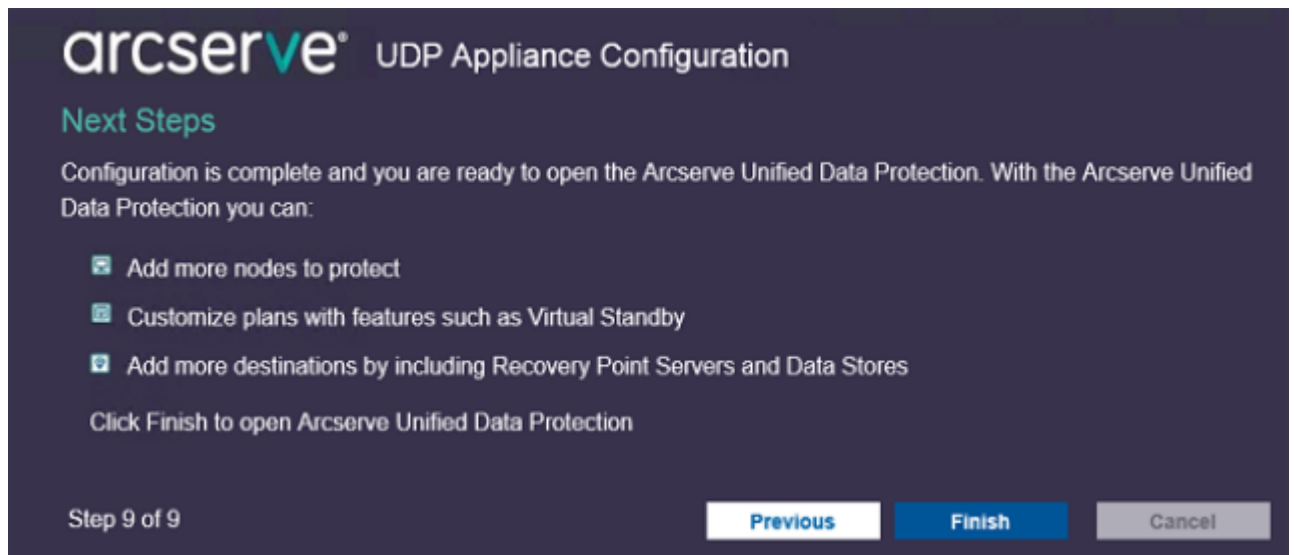 arcserve® UDP Appliance Configuration
Next Steps
Configuration is complete and you are ready to open the Arcserve Unified Data Protection. With the Arcserve Unified
Data Protection you can:
Add more nodes to protect
Customize plans with features such as Virtual Standby
Add more destinations by including Recovery Point Servers and Data Stores
Click Finish to open Arcserve Unified Data Protection
Step 9 of 9 Previous Finish Cancel